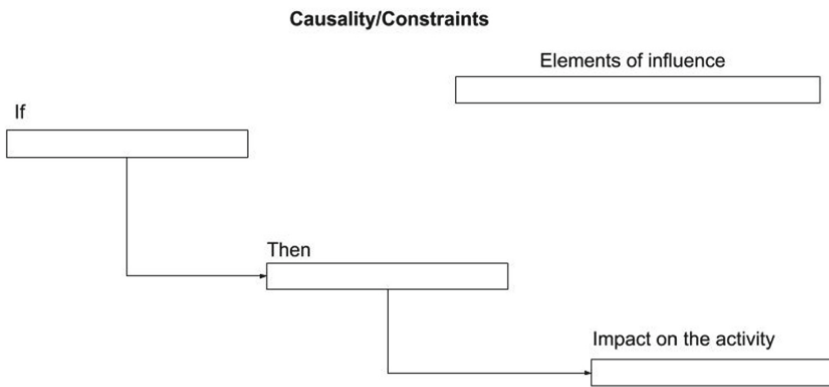 Causality/Constraints
Elements of influence
If
Then
Impact on the activity